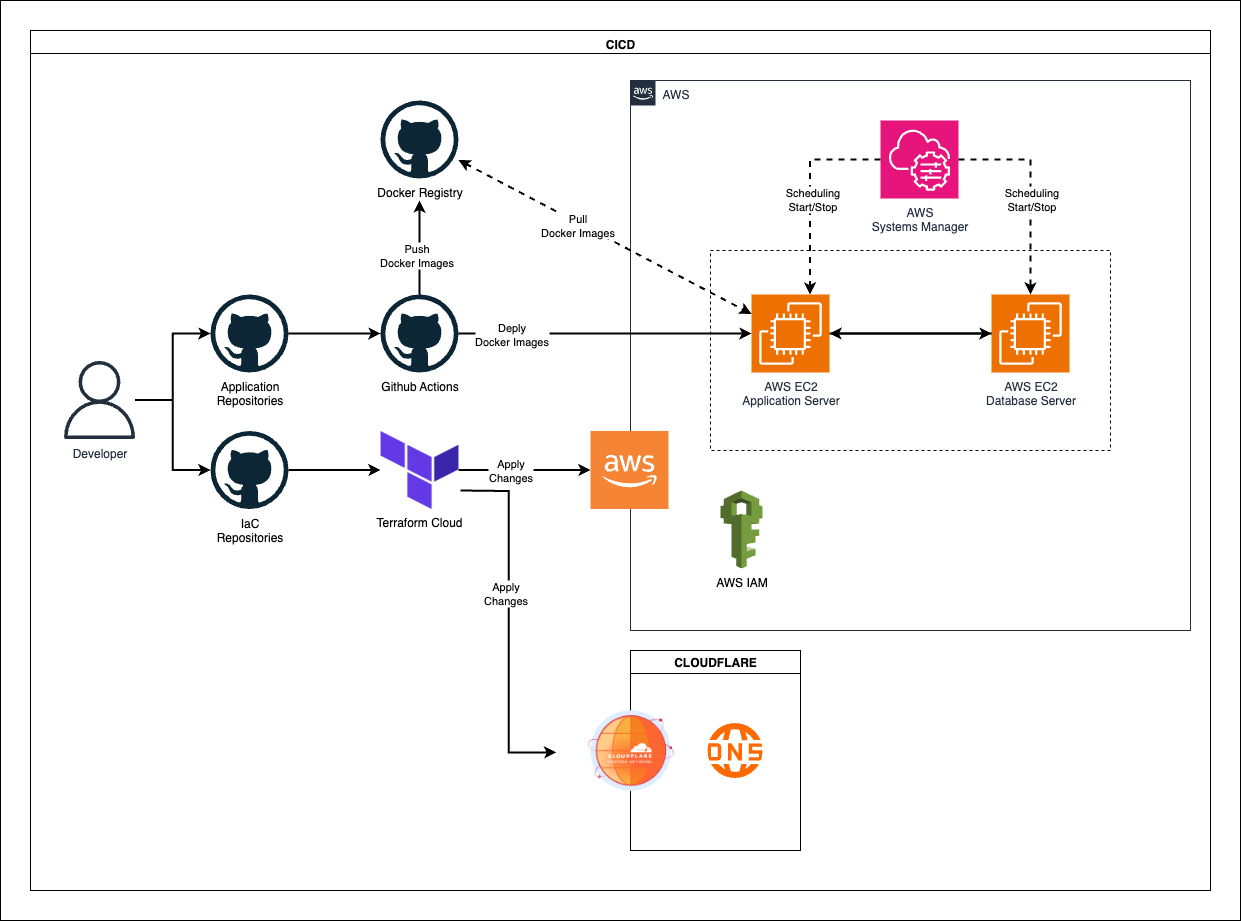 CICD
aws
AWS
Docker Registry
AWS
Systems Manager
Scheduling
Start/Stop
Scheduling
Start/Stop
Pull
Docker Images
Push
Docker Images
Deply
Docker Images
Application
Repositories
Github Actions
AWS EC2
Application Server
AWS EC2
Database Server
Developer
aws
Apply
Changes
IaC
Repositories
Terraform Cloud
AWS IAM
Apply
Changes
CLOUDFLARE
CLOUDFLARE
DNS